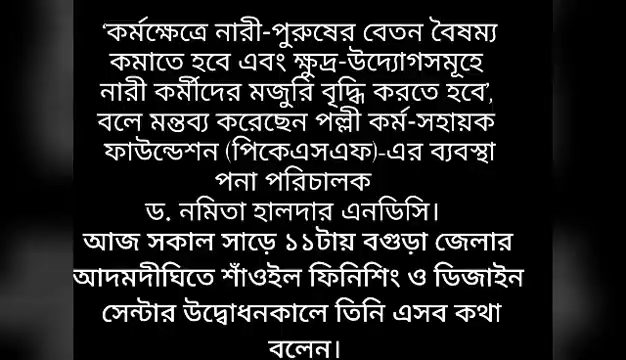 ‘কর্মক্ষেত্রে নারী-পুরুষের বেতন বৈষম্য
কমাতে হবে এবং ক্ষুদ্র-উদ্যোগসমূহে
নারী কর্মীদের মজুরি বৃদ্ধি করতে হবে’,
বলে মন্তব্য করেছেন পল্লী কর্ম-সহায়ক
ফাউন্ডেশন (পিকেএসএফ)-এর ব্যবস্থা
পনা পরিচালক
ড. নমিতা হালদার এনডিসি।
আজ সকাল সাড়ে ১১টায় বগুড়া জেলার
আদমদীঘিতে শাঁওইল ফিনিশিং ও ডিজাইন
সেন্টার উদ্বোধনকালে তিনি এসব কথা
বলেন।